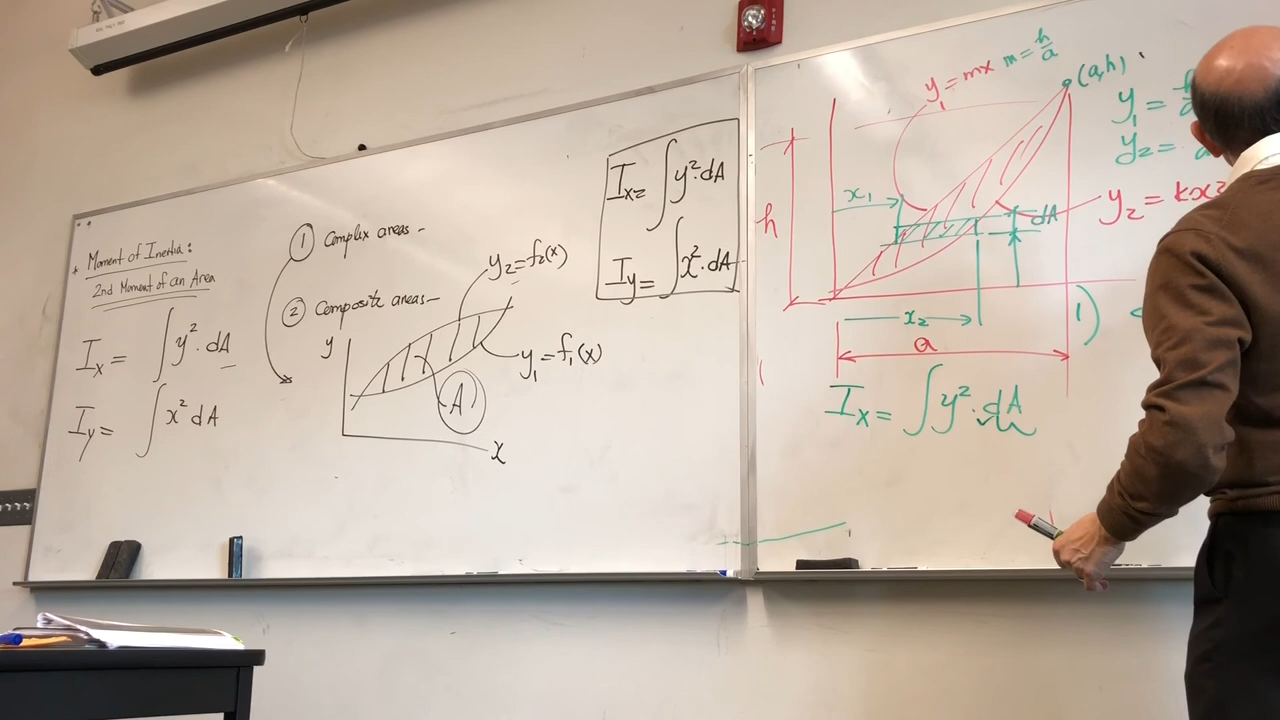 * Moment of Inertia:
2nd Moment of an Area
Ix = ∫y². dA
Iy = ∫x² dA
① Complex areas -
② Composite areas -
y
y2 = f2(x)
y1 = f1(x)
A
x
Ix = ∫y². dA
Iy = ∫x². dA
FIRE
y1 = mx m = h/a
(a,h)
y1 =
y2 =
y2 = kx²
x1
dA
h
x2
a
1)
Ix = ∫y². dA